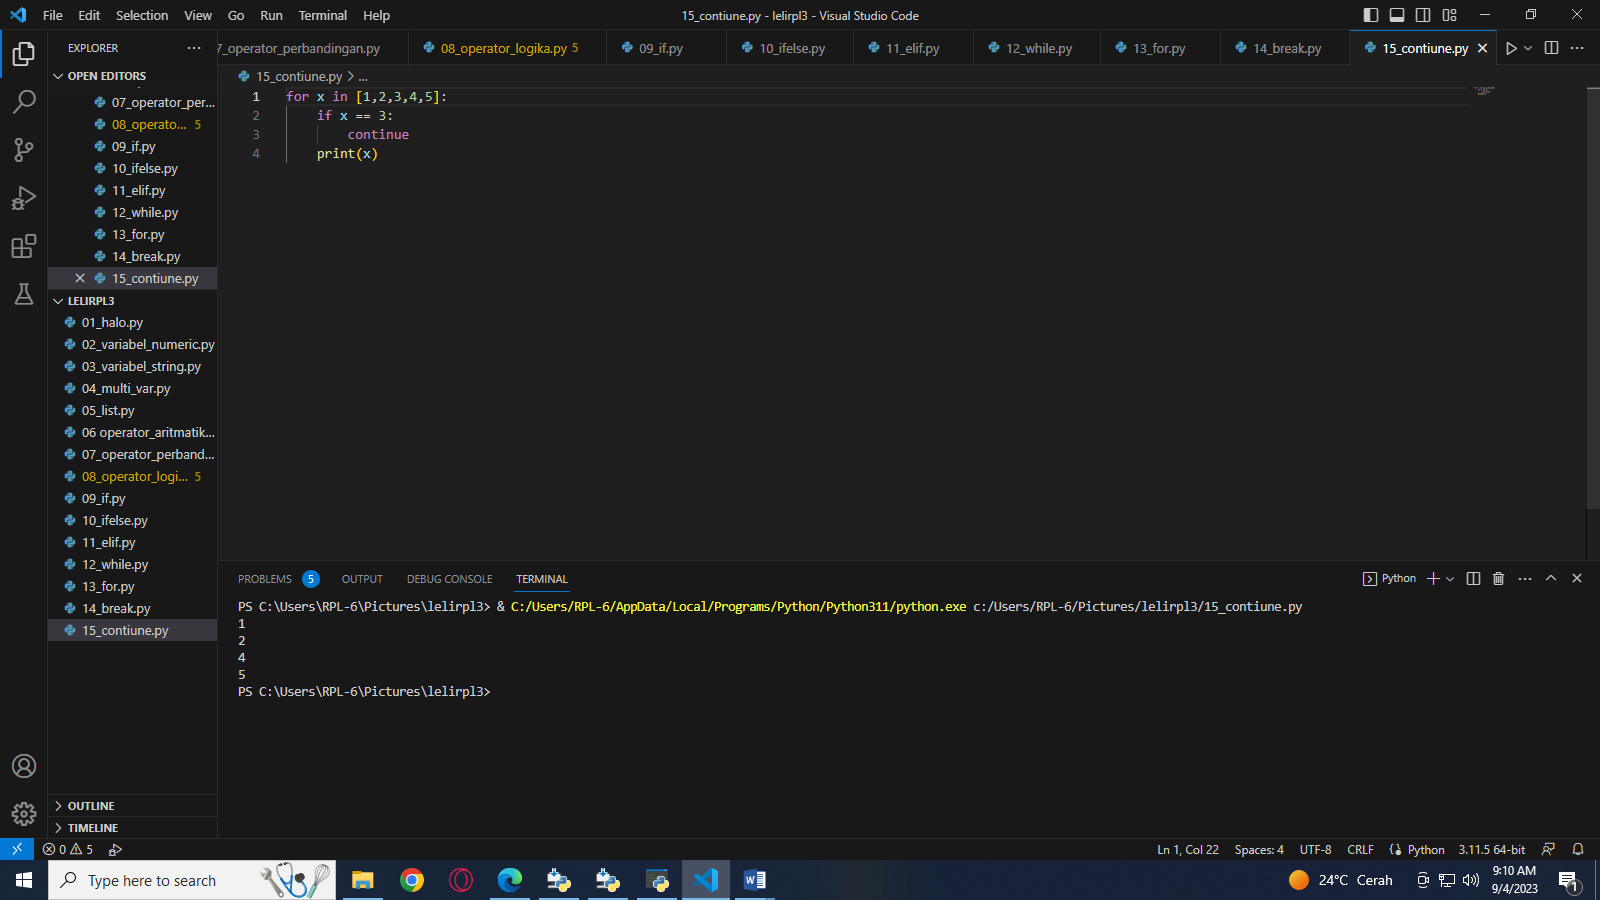 File Edit Selection View Go Run Terminal Help
15_contiune.py - lelirpl3 - Visual Studio Code
EXPLORER
7_operator_perbandingan.py 08_operator_logika.py 5 09_if.py 10_ifelse.py 11_elif.py 12_while.py 13_for.py 14_break.py 15_contiune.py
OPEN EDITORS
07_operator_per...
08_operato... 5
09_if.py
10_ifelse.py
11_elif.py
12_while.py
13_for.py
14_break.py
15_contiune.py
LELIRPL3
01_halo.py
02_variabel_numeric.py
03_variabel_string.py
04_multi_var.py
05_list.py
06 operator_aritmatik...
07_operator_perband...
08_operator_logi... 5
09_if.py
10_ifelse.py
11_elif.py
12_while.py
13_for.py
14_break.py
15_contiune.py
OUTLINE
TIMELINE
15_contiune.py > ...
1 for x in [1,2,3,4,5]:
2 if x == 3:
3 continue
4 print(x)
PROBLEMS 5 OUTPUT DEBUG CONSOLE TERMINAL
Python
PS C:\Users\RPL-6\Pictures\lelirpl3> & C:/Users/RPL-6/AppData/Local/Programs/Python/Python311/python.exe c:/Users/RPL-6/Pictures/lelirpl3/15_contiune.py
1
2
4
5
PS C:\Users\RPL-6\Pictures\lelirpl3>
0 5
Ln 1, Col 22 Spaces: 4 UTF-8 CRLF Python 3.11.5 64-bit
Type here to search
24°C Cerah
9:10 AM
9/4/2023
1